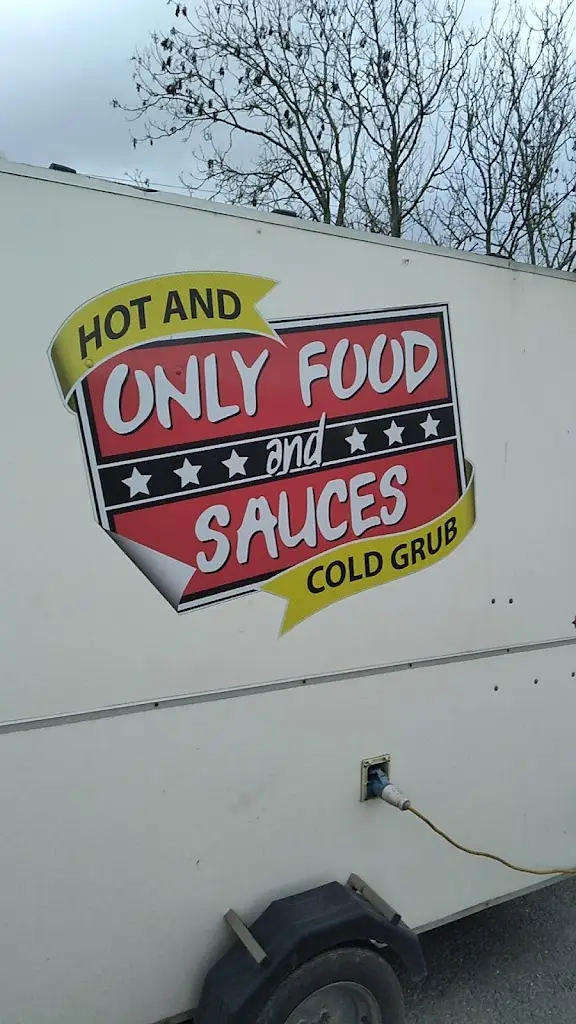 HOT AND
ONLY FOOD
and
SAUCES
COLD GRUB